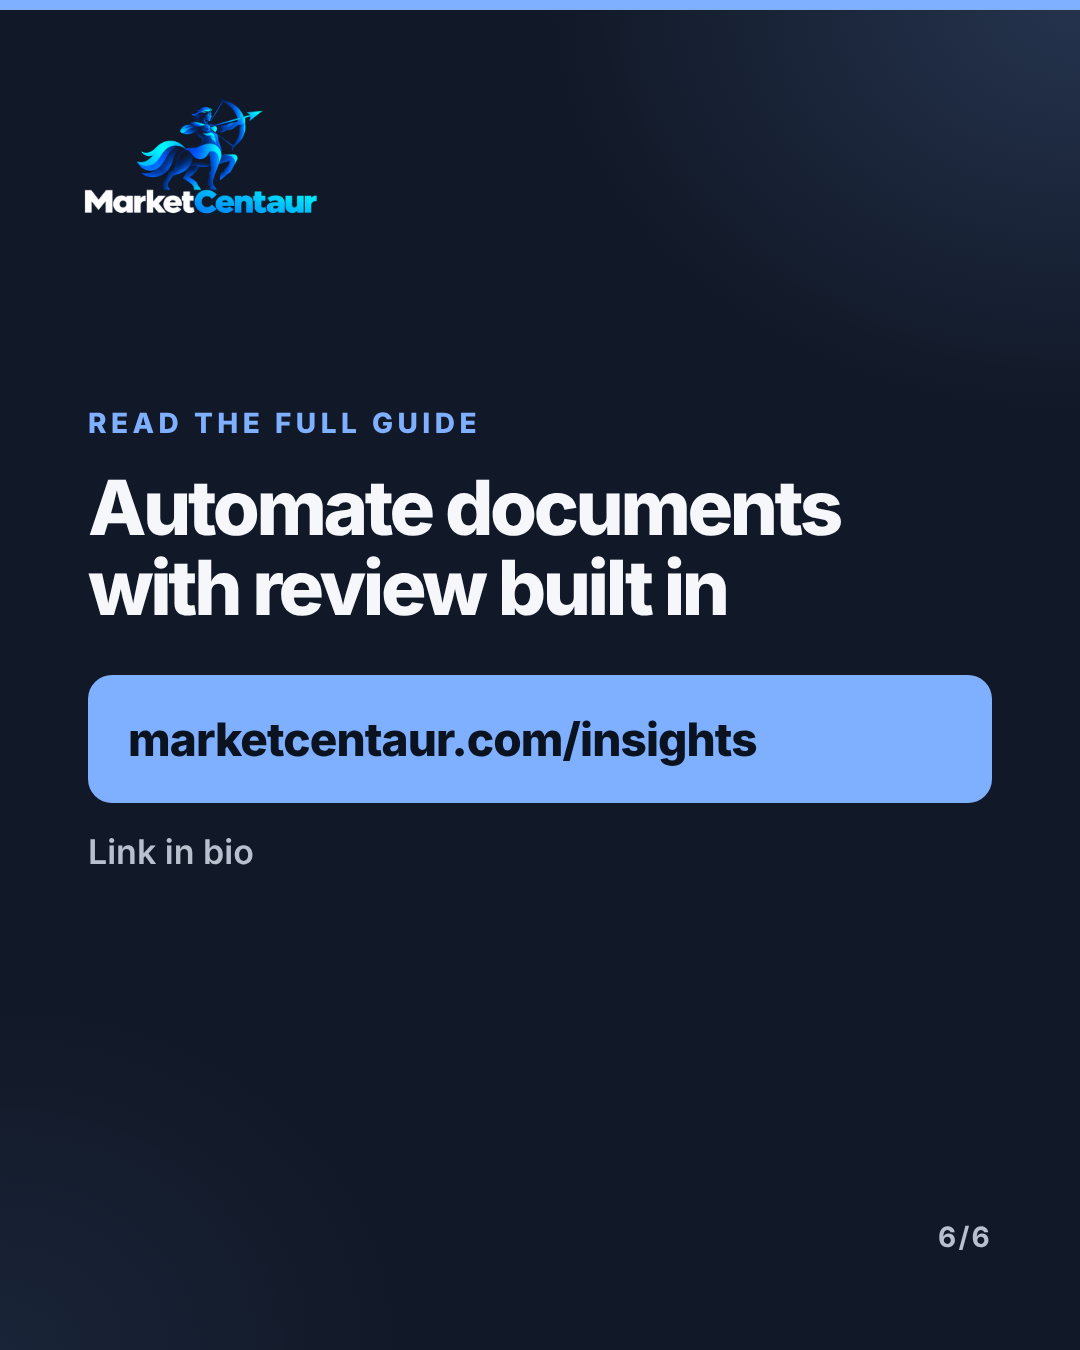 MarketCentaur
READ THE FULL GUIDE
Automate documents
with review built in
marketcentaur.com/insights
Link in bio
6/6